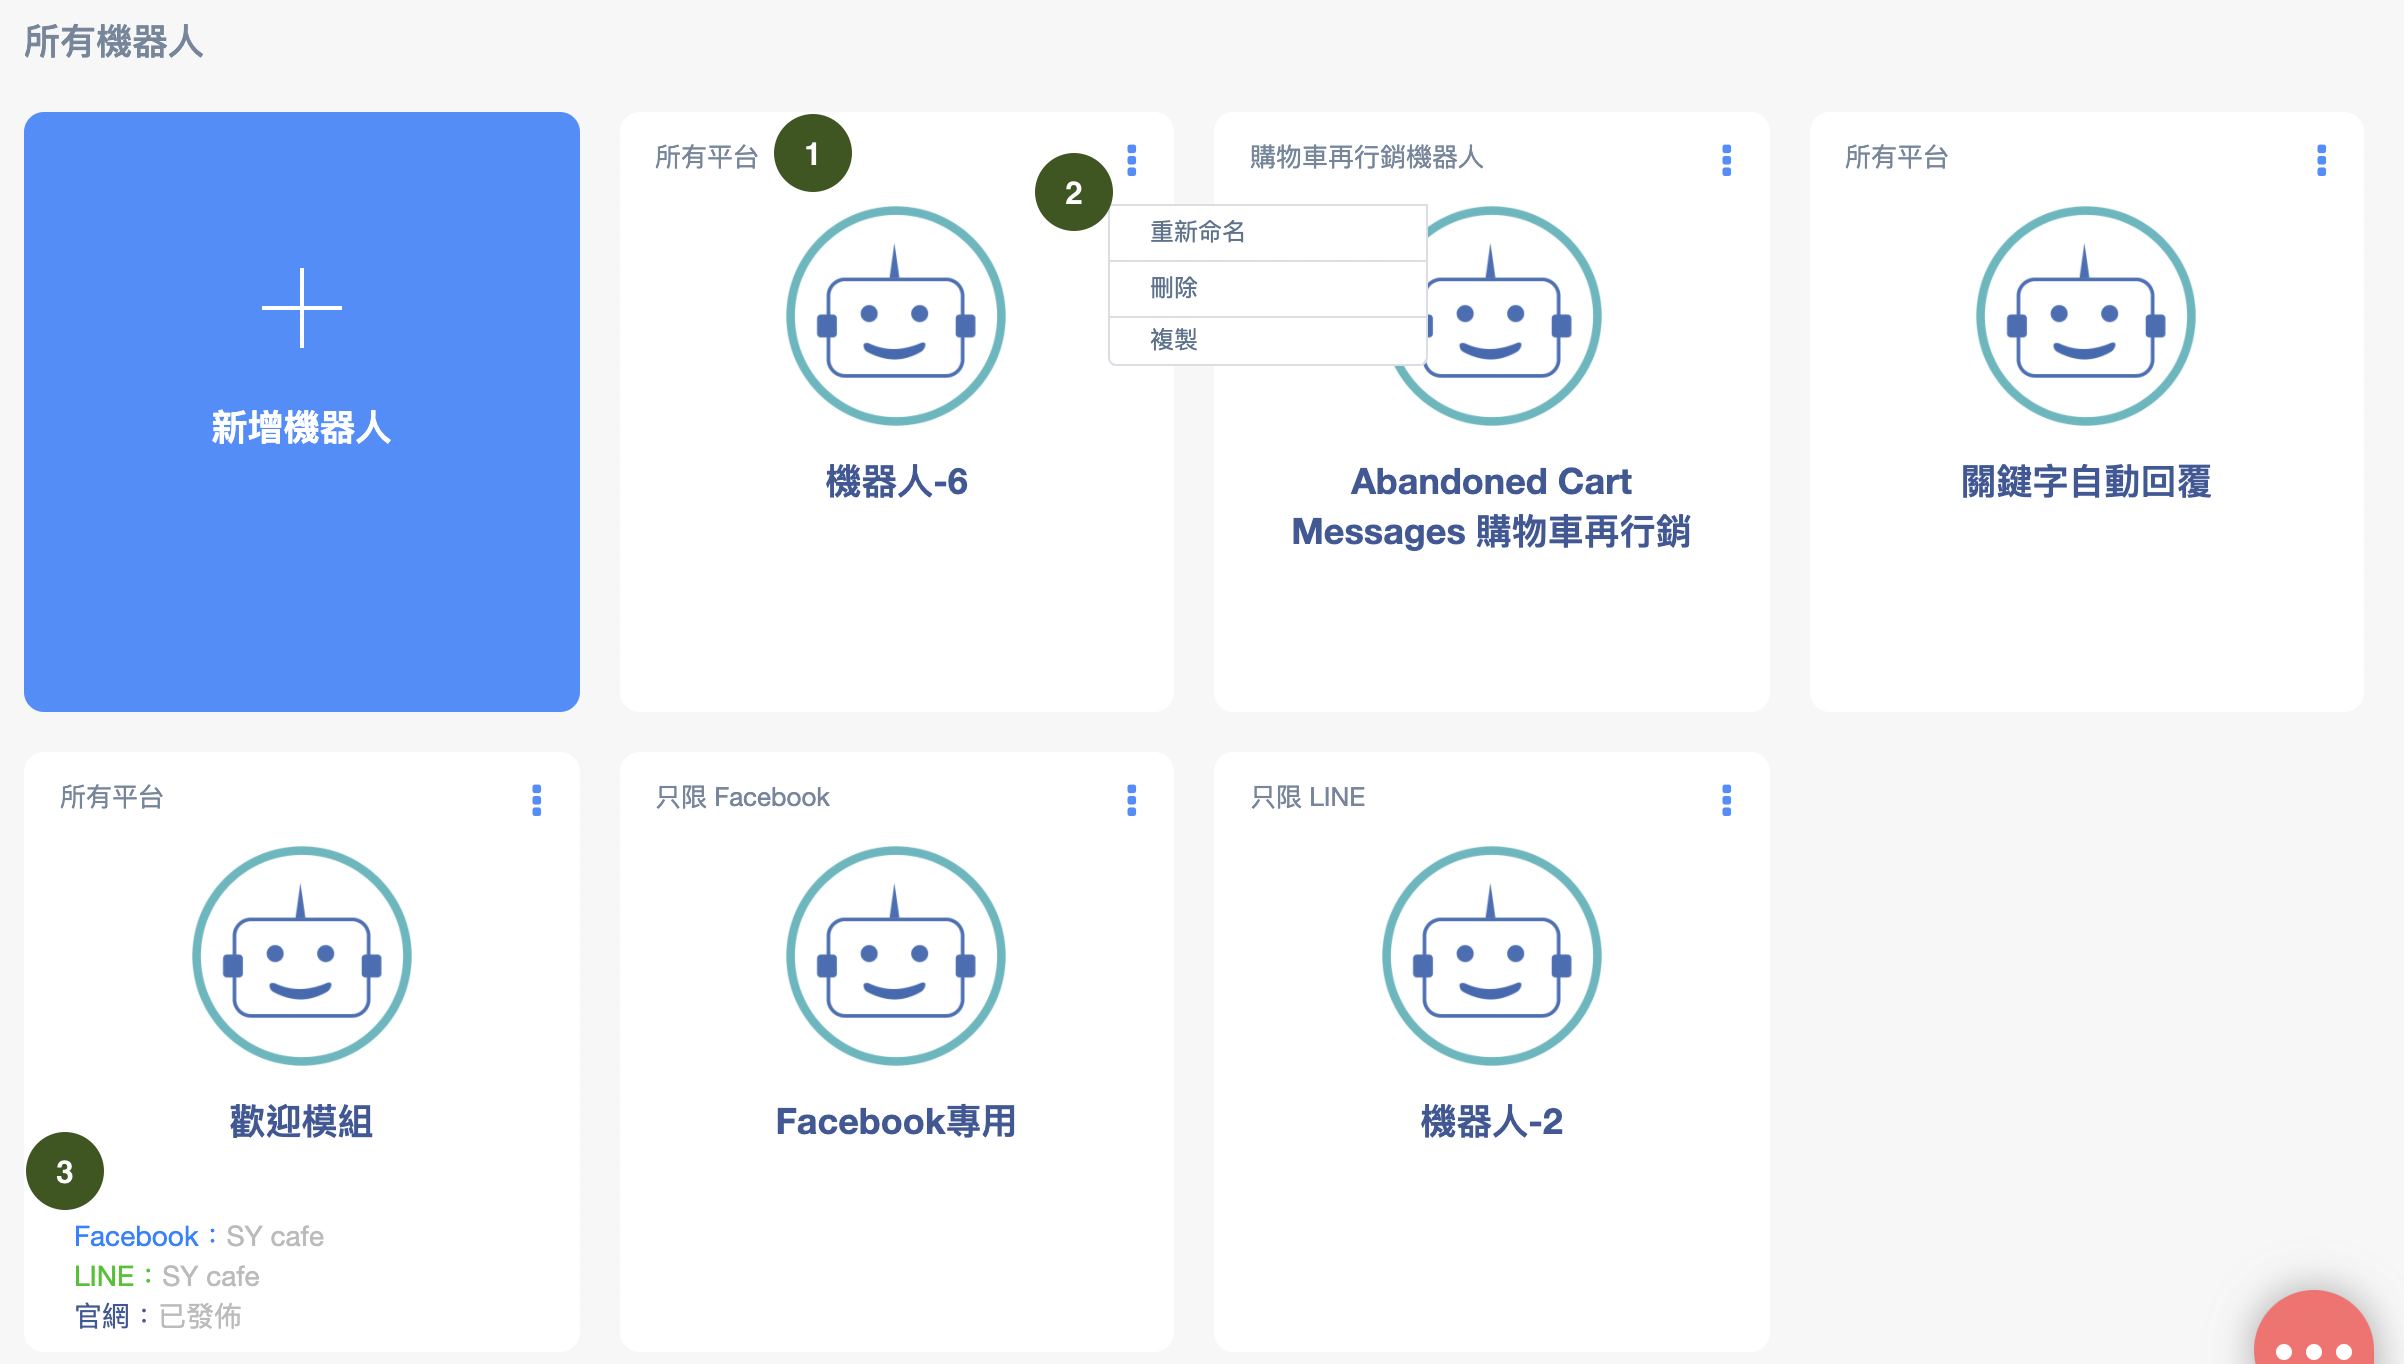 所有機器人
新增機器人
所有平台
1
2
重新命名
刪除
複製
機器人-6
購物車再行銷機器人
Abandoned Cart
Messages 購物車再行銷
所有平台
關鍵字自動回覆
所有平台
歡迎模組
3
Facebook：SY cafe
LINE：SY cafe
官網：已發佈
只限 Facebook
Facebook專用
只限 LINE
機器人-2